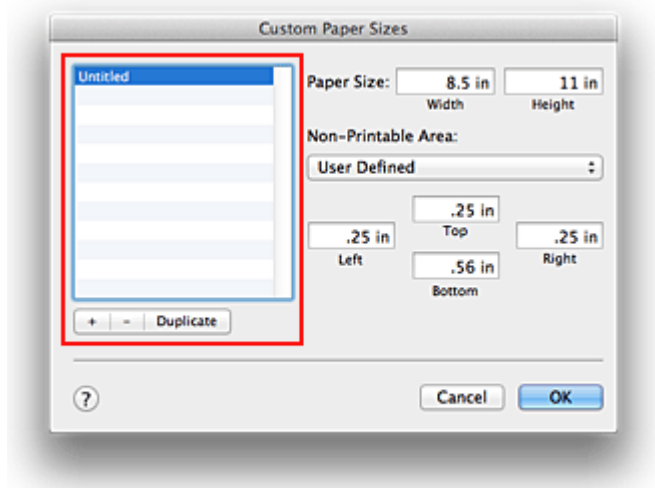 Custom Paper Sizes
Untitled
Paper Size: 8.5 in 11 in
Width Height
Non-Printable Area:
User Defined
.25 in
Top
.25 in .25 in
Left Right
.56 in
Bottom
+ - Duplicate
? Cancel OK